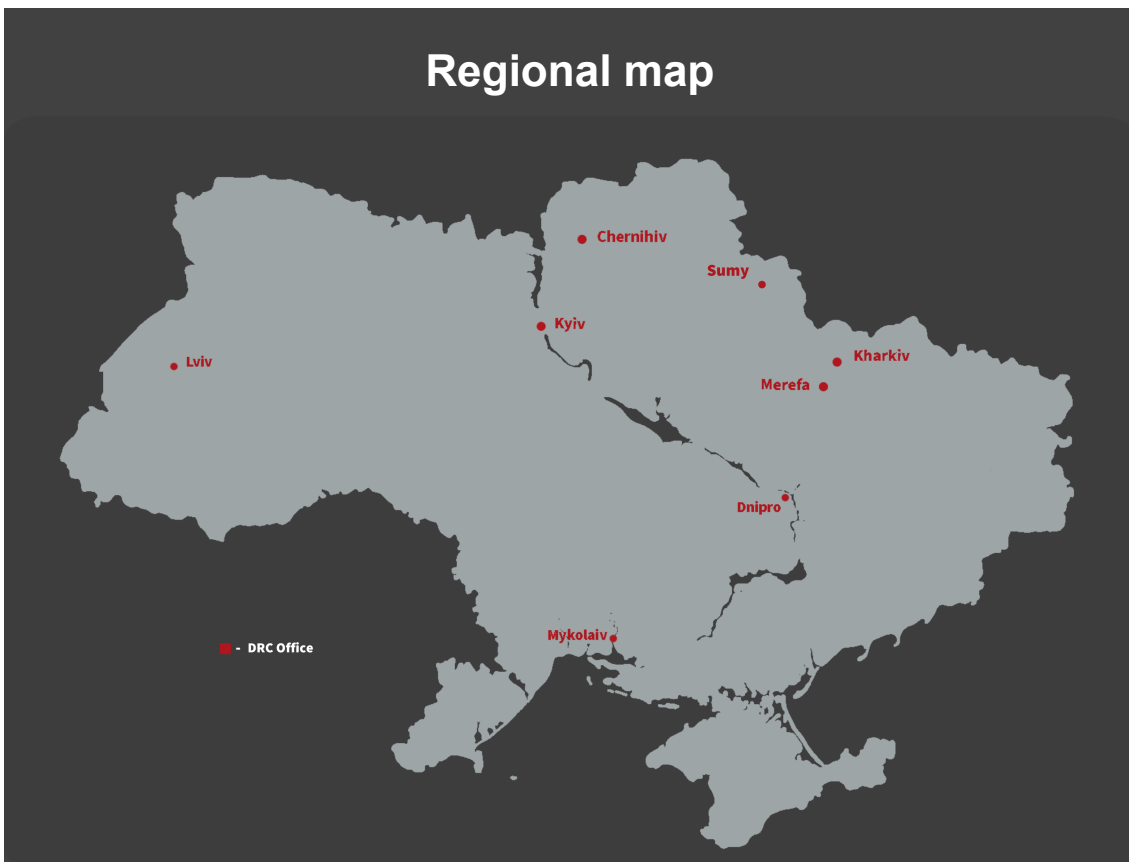 Regional map
Chernihiv
Sumy
Kyiv
Kharkiv
Lviv
Merefa
Dnipro
Mykolaiv
- DRC Office